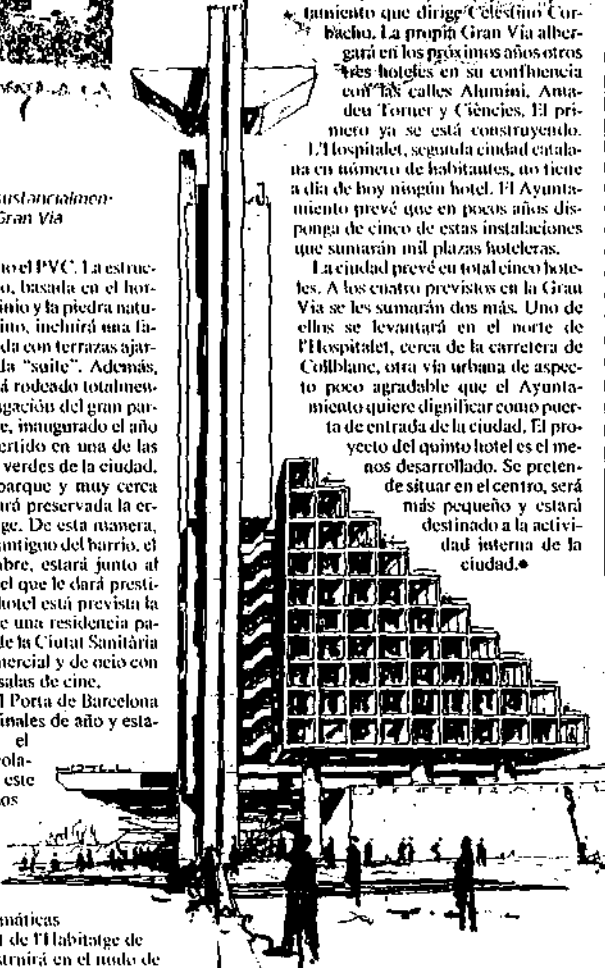 sustancialmen-
Gran Vía
no el PVC. La estruc-
o, basada en el hor-
inio y la piedra natu-
ino, incluirá una fa-
da con terrazas ajar-
da "suite". Además,
á rodeado totalmen-
gación del gran par-
e, inaugurado el año
ertido en una de las
verdes de la ciudad.
parque y muy cerca
ará preservada la er-
ge. De esta manera,
antiguo del barrio, el
bre, estará junto al
el que le dará presti-
hotel está prevista la
e una residencia pa-
de la Ciutat Sanitària
nercial y de ocio con
salas de cine.
l Porta de Barcelona
inales de año y esta-
el
ola-
este
os
máticas
t de l'Habitatge de
struirá en el nudo de
tamiento que dirige Celestino Cor-
bacho. La propia Gran Via alber-
gará en los próximos años otros
tres hoteles en su confluencia
con las calles Alumini, Ama-
deu Torner y Ciències. El pri-
mero ya se está construyendo.
L'Hospitalet, segunda ciudad catala-
na en número de habitantes, no tiene
a día de hoy ningún hotel. El Ayunta-
miento prevé que en pocos años dis-
ponga de cinco de estas instalaciones
que sumarán mil plazas hoteleras.
La ciudad prevé en total cinco hote-
les. A los cuatro previstos en la Gran
Via se les sumarán dos más. Uno de
ellos se levantará en el norte de
l'Hospitalet, cerca de la carretera de
Collblanc, otra vía urbana de aspec-
to poco agradable que el Ayunta-
miento quiere dignificar como puer-
ta de entrada de la ciudad. El pro-
yecto del quinto hotel es el me-
nos desarrollado. Se preten-
de situar en el centro, será
más pequeño y estará
destinado a la activi-
dad interna de la
ciudad.●